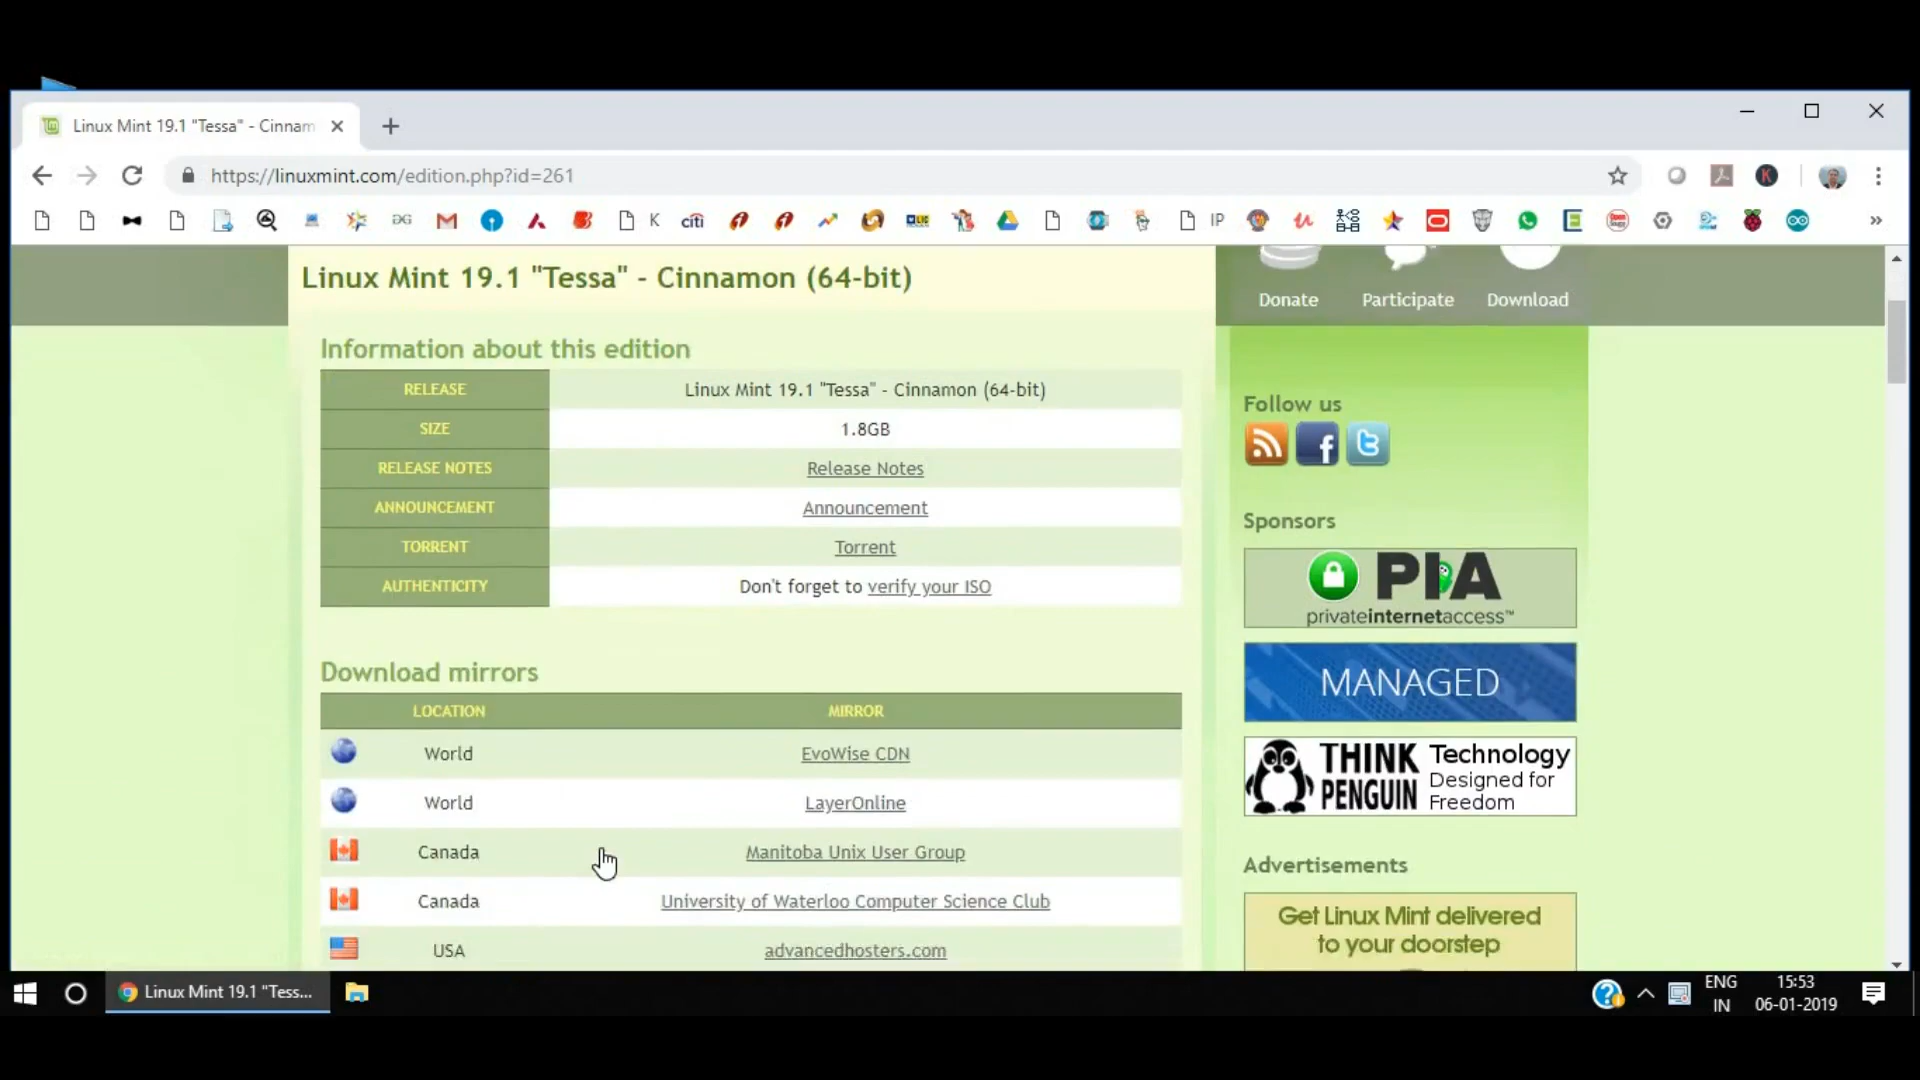 Linux Mint 19.1 "Tessa" - Cinnam
https://linuxmint.com/edition.php?id=261
DG K citi LIC IP
Linux Mint 19.1 "Tessa" - Cinnamon (64-bit)
Donate Participate Download
Information about this edition
RELEASE Linux Mint 19.1 "Tessa" - Cinnamon (64-bit)
SIZE 1.8GB
RELEASE NOTES Release Notes
ANNOUNCEMENT Announcement
TORRENT Torrent
AUTHENTICITY Don't forget to verify your ISO
Download mirrors
LOCATION MIRROR
World EvoWise CDN
World LayerOnline
Canada Manitoba Unix User Group
Canada University of Waterloo Computer Science Club
USA advancedhosters.com
Follow us
Sponsors
PIA
privateinternetaccess™
MANAGED
THINK PENGUIN
Technology
Designed for
Freedom
Advertisements
Get Linux Mint delivered
to your doorstep
Linux Mint 19.1 "Tess...
ENG
IN
15:53
06-01-2019